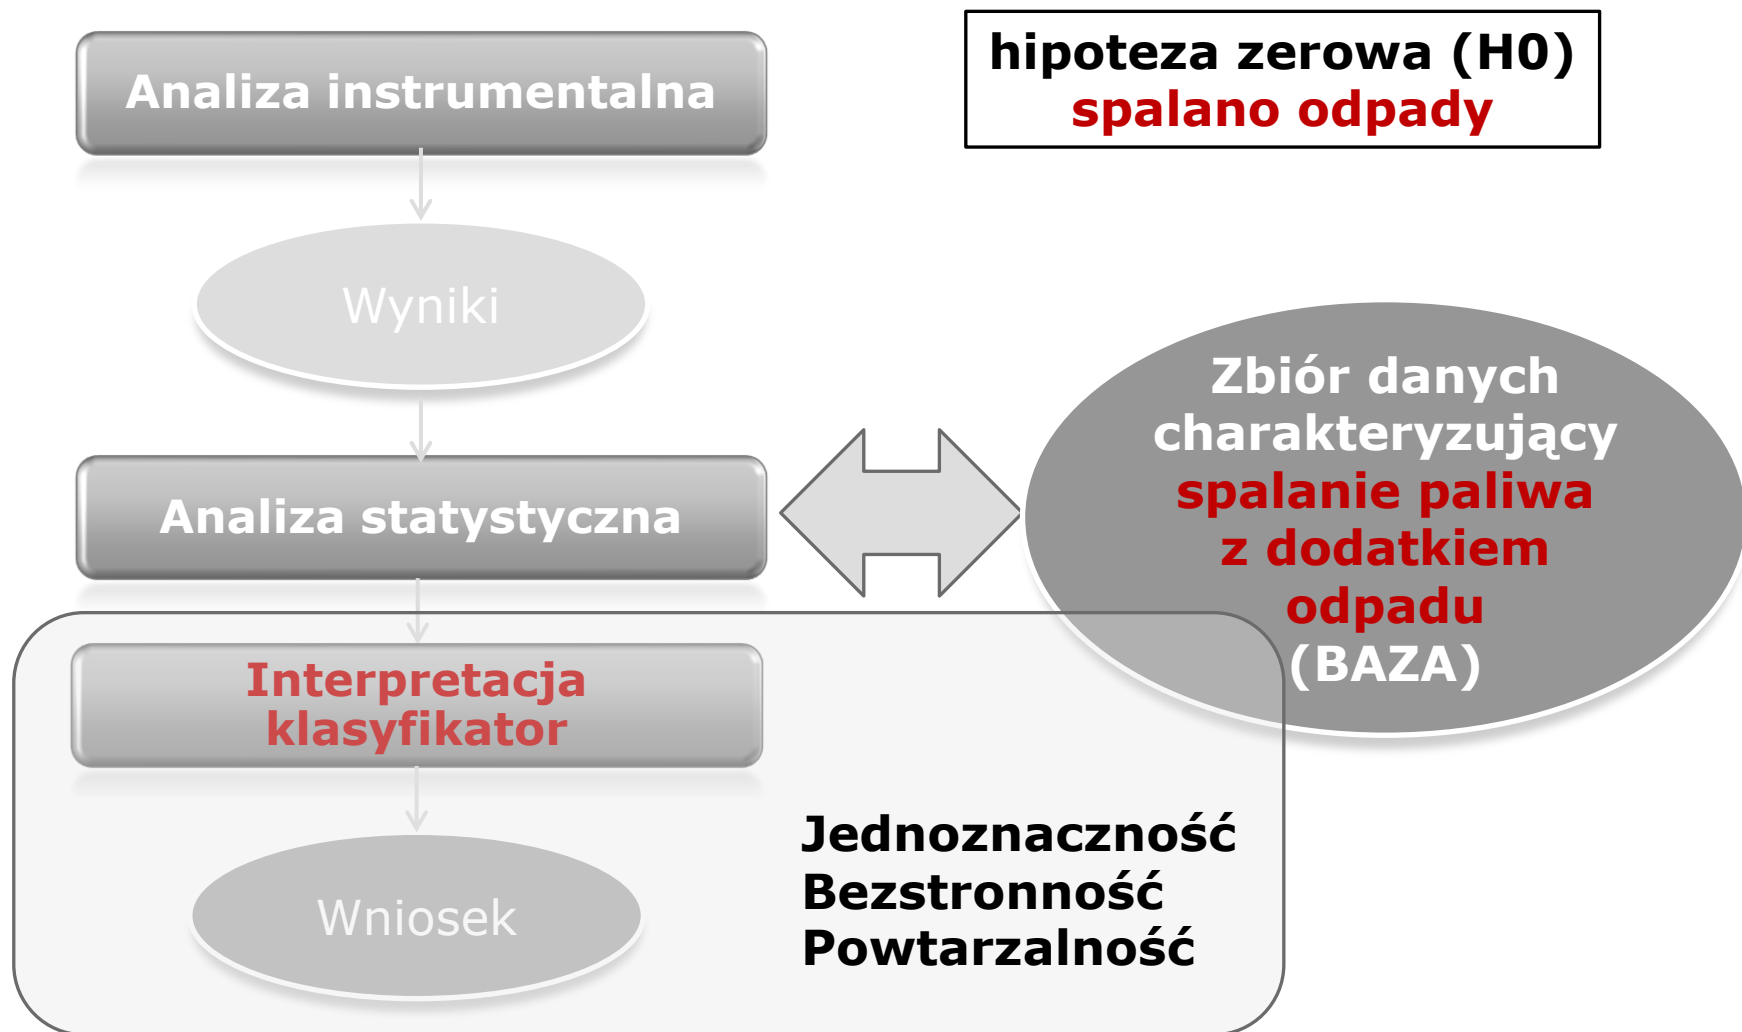 Analiza instrumentalna
hipoteza zerowa (H0)
spalano odpady
Wyniki
Zbiór danych
charakteryzujący
spalanie paliwa
z dodatkiem
odpadu
(BAZA)
Analiza statystyczna
Interpretacja
klasyfikator
Wniosek
Jednoznaczność
Bezstronność
Powtarzalność